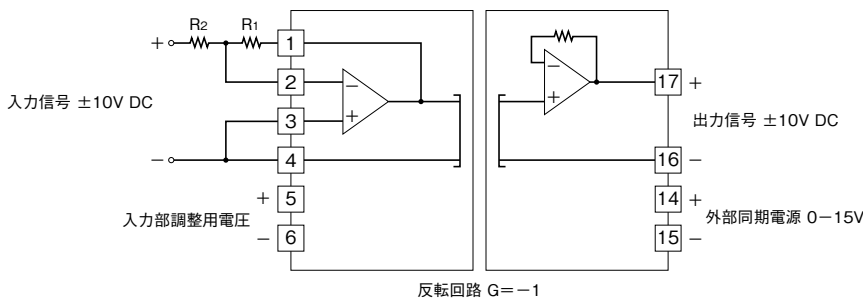 R2 R1
+ 1
2 −
入力信号 ±10V DC
3 +
− 4
+ 5
入力部調整用電圧
− 6
−
+
17 +
出力信号 ±10V DC
16 −
14 +
外部同期電源 0−15V
15 −
反転回路 G=−1